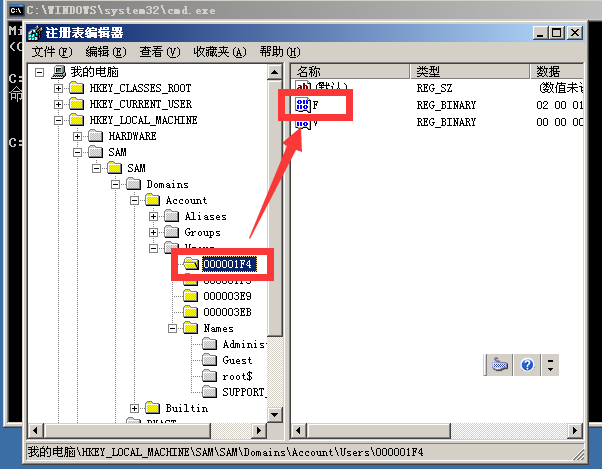 C:\WINDOWS\system32\cmd.exe
Mi
(C
C:
命
C:
注册表编辑器
文件(F) 编辑(E) 查看(V) 收藏夹(A) 帮助(H)
我的电脑
HKEY_CLASSES_ROOT
HKEY_CURRENT_USER
HKEY_LOCAL_MACHINE
HARDWARE
SAM
SAM
Domains
Account
Aliases
Groups
Users
000001F4
000003E9
000003EB
Names
Adminis
Guest
root$
SUPPORT_
Builtin
名称 类型 数据
(默认) REG_SZ (数值未设
F REG_BINARY 02 00 01
V REG_BINARY 00 00 00
我的电脑\HKEY_LOCAL_MACHINE\SAM\SAM\Domains\Account\Users\000001F4